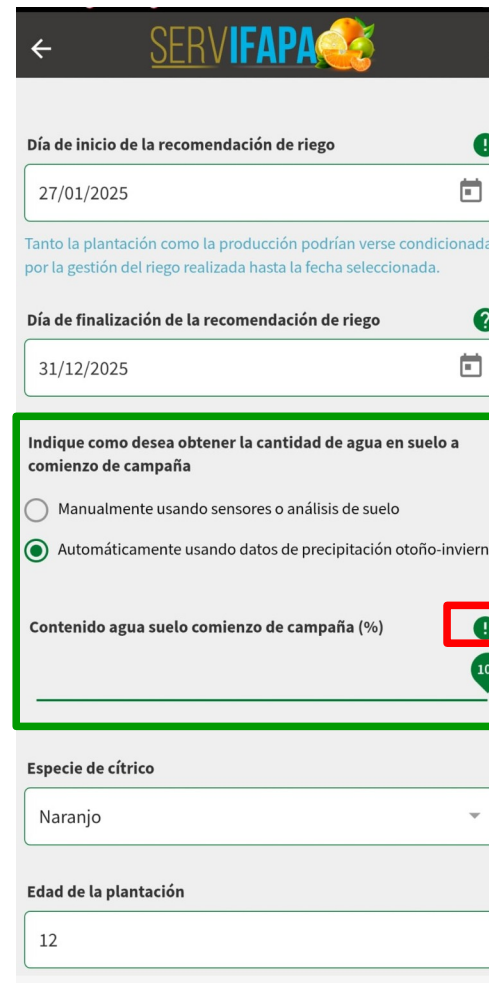 SERVIFAPA
Día de inicio de la recomendación de riego
!
27/01/2025
Tanto la plantación como la producción podrían verse condicionada
por la gestión del riego realizada hasta la fecha seleccionada.
Día de finalización de la recomendación de riego
?
31/12/2025
Indique como desea obtener la cantidad de agua en suelo a
comienzo de campaña
Manualmente usando sensores o análisis de suelo
Automáticamente usando datos de precipitación otoño-inviern
Contenido agua suelo comienzo de campaña (%)
!
10
Especie de cítrico
Naranjo
Edad de la plantación
12